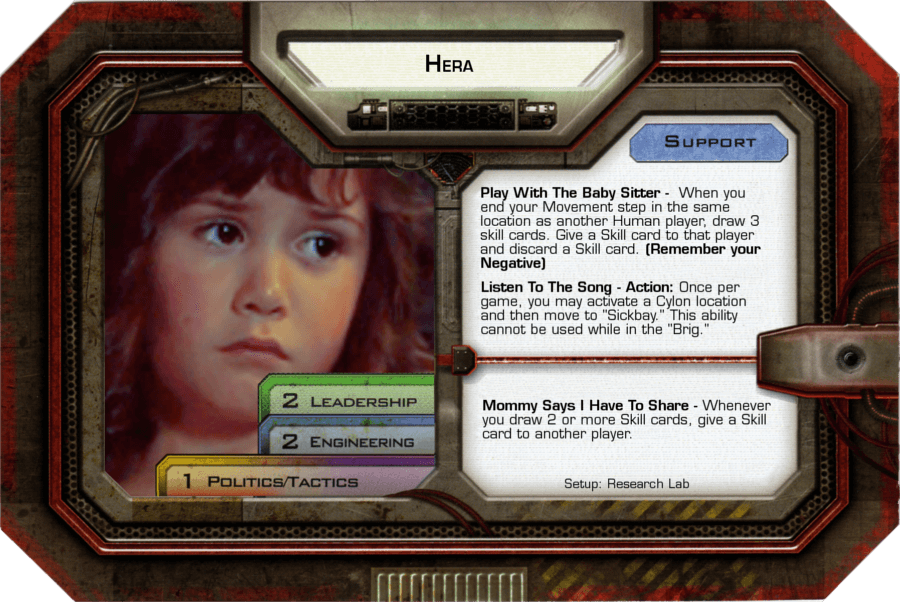 Hera
Support
Play With The Baby Sitter - When you
end your Movement step in the same
location as another Human player, draw 3
skill cards. Give a Skill card to that player
and discard a Skill card. (Remember your
Negative)
Listen To The Song - Action: Once per
game, you may activate a Cylon location
and then move to "Sickbay." This ability
cannot be used while in the "Brig."
2 Leadership
2 Engineering
1 Politics/Tactics
Mommy Says I Have To Share - Whenever
you draw 2 or more Skill cards, give a Skill
card to another player.
Setup: Research Lab